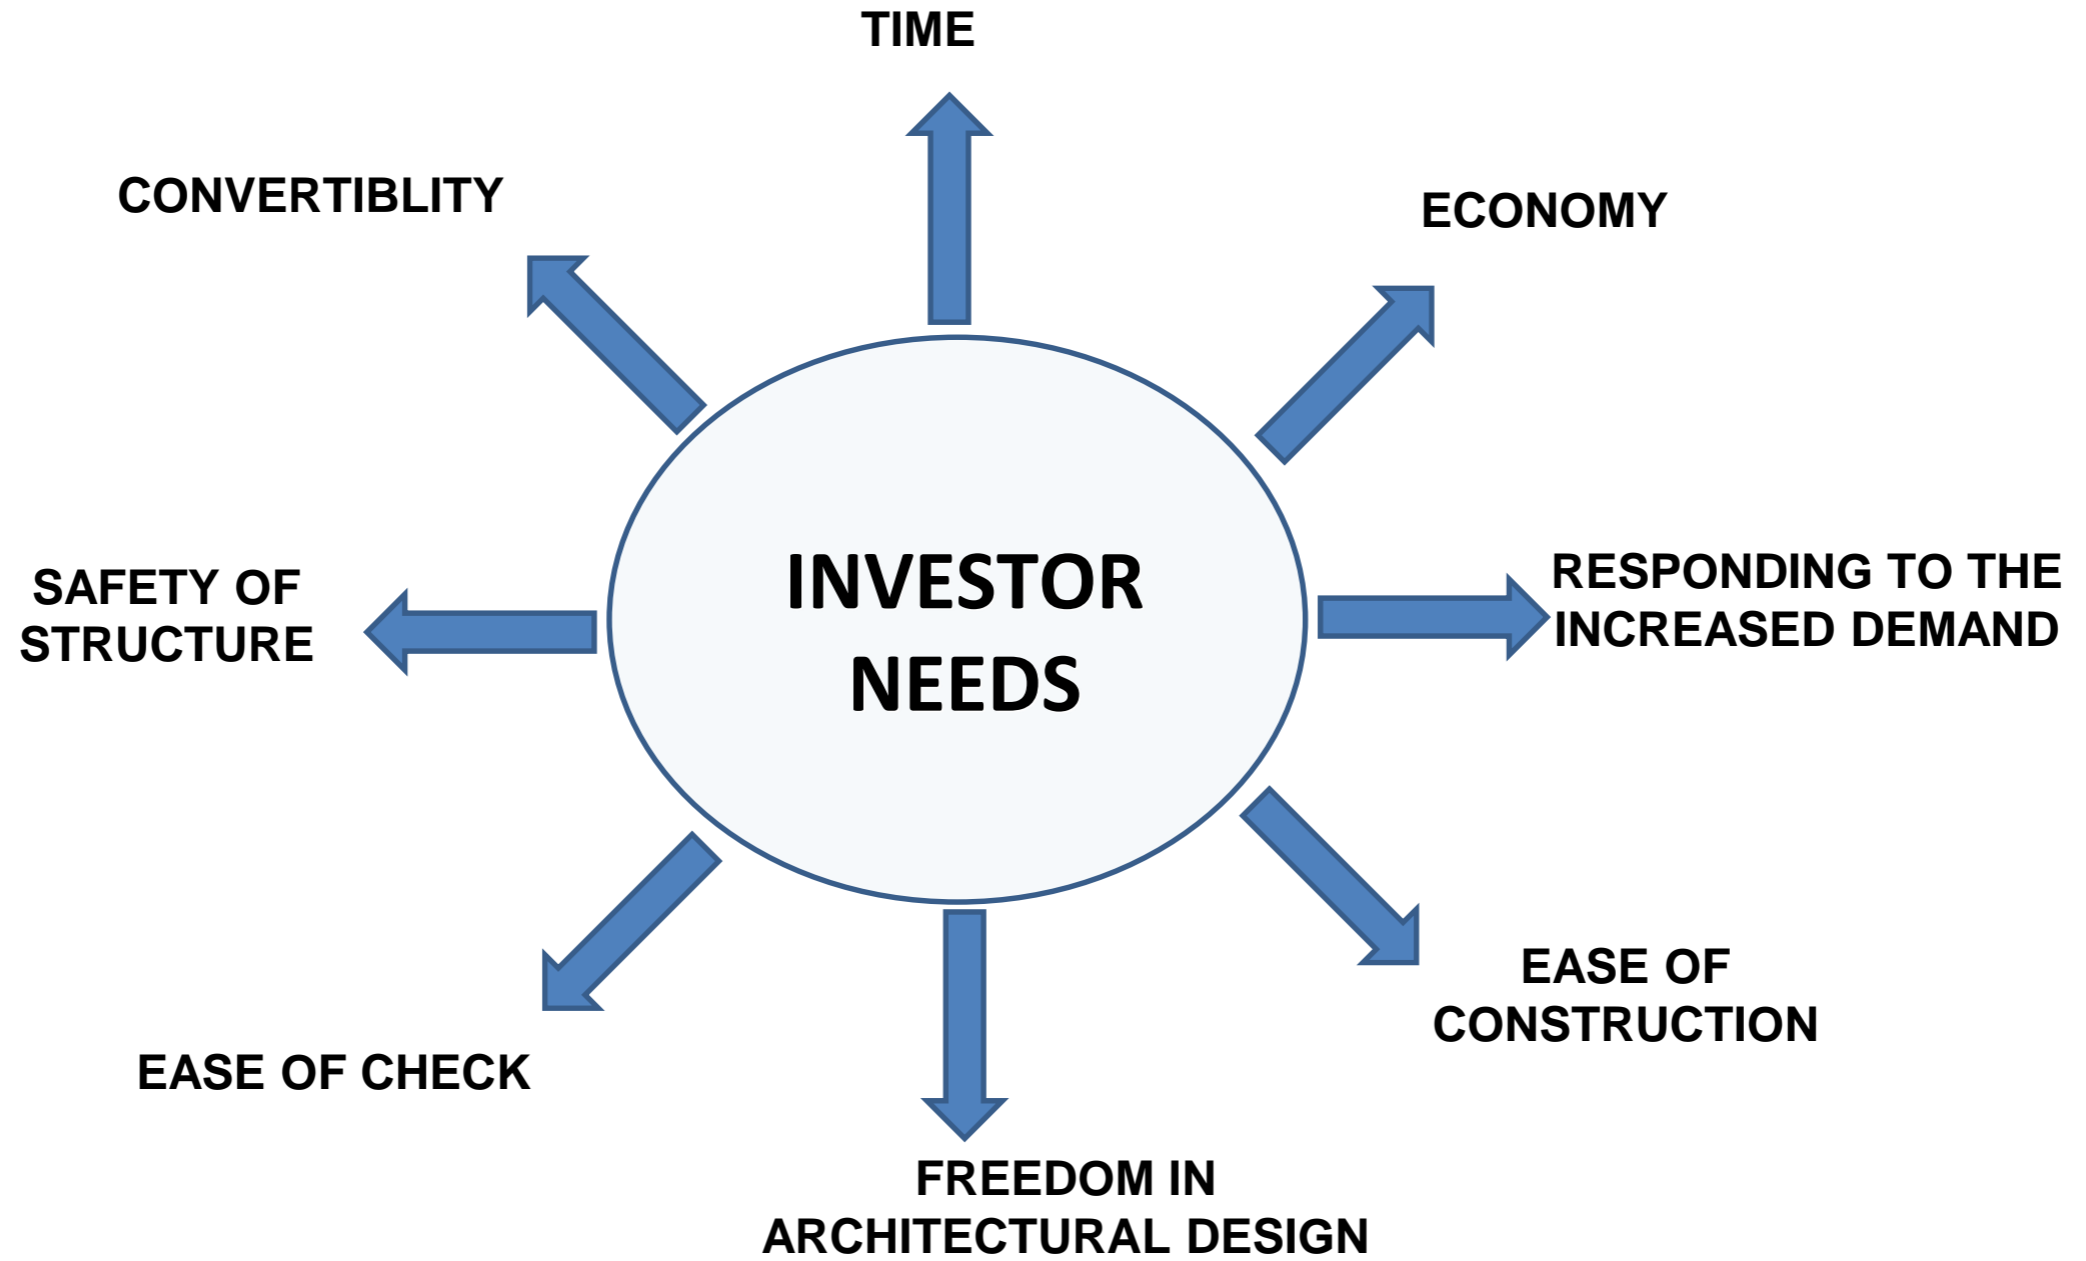 TIME
CONVERTIBLITY
ECONOMY
SAFETY OF
STRUCTURE
INVESTOR
NEEDS
RESPONDING TO THE
INCREASED DEMAND
EASE OF
CONSTRUCTION
EASE OF CHECK
FREEDOM IN
ARCHITECTURAL DESIGN